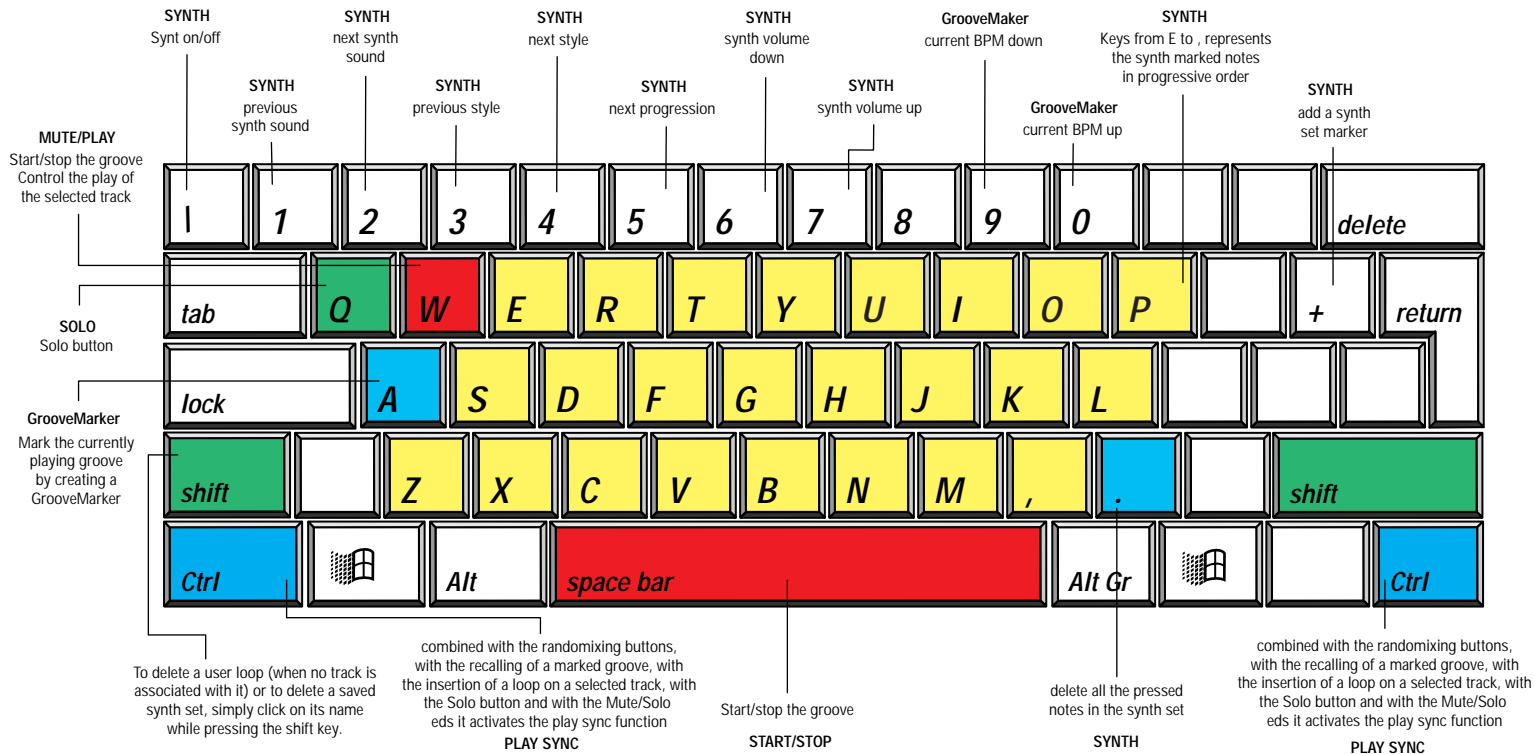 SYNTH
Synt on/off
SYNTH
next synth
sound
SYNTH
next style
SYNTH
synth volume
down
GrooveMaker
current BPM down
SYNTH
Keys from E to , represents
the synth marked notes
in progressive order
SYNTH
previous
synth sound
SYNTH
previous style
SYNTH
next progression
SYNTH
synth volume up
GrooveMaker
current BPM up
SYNTH
add a synth
set marker
MUTE/PLAY
Start/stop the groove
Control the play of
the selected track
\ 1 2 3 4 5 6 7 8 9 0 delete
tab Q W E R T Y U I O P + return
SOLO
Solo button
lock A S D F G H J K L
GrooveMarker
Mark the currently
playing groove
by creating a
GrooveMarker
shift Z X C V B N M , . shift
Ctrl Alt space bar Alt Gr Ctrl
To delete a user loop (when no track is
associated with it) or to delete a saved
synth set, simply click on its name
while pressing the shift key.
combined with the randomixing buttons,
with the recalling of a marked groove, with
the insertion of a loop on a selected track, with
the Solo button and with the Mute/Solo
eds it activates the play sync function
PLAY SYNC
Start/stop the groove
START/STOP
delete all the pressed
notes in the synth set
SYNTH
combined with the randomixing buttons,
with the recalling of a marked groove, with
the insertion of a loop on a selected track, with
the Solo button and with the Mute/Solo
eds it activates the play sync function
PLAY SYNC